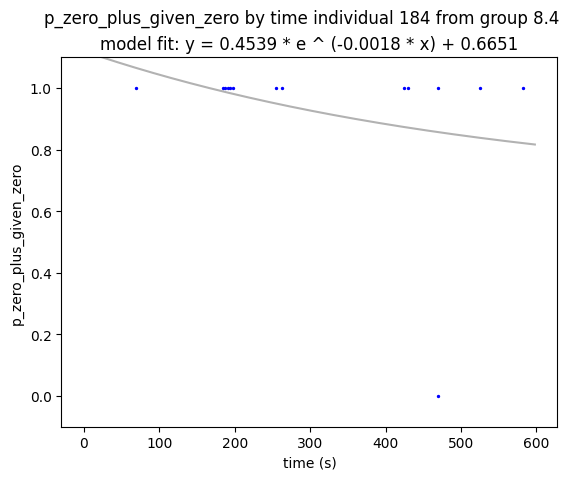 p_zero_plus_given_zero by time individual 184 from group 8.4
model fit: y = 0.4539 * e ^ (-0.0018 * x) + 0.6651
1.0
0.8
0.6
0.4
0.2
0.0
p_zero_plus_given_zero
0 100 200 300 400 500 600
time (s)